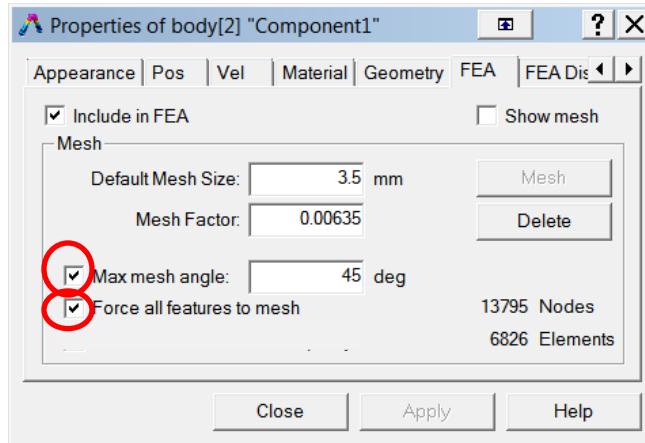 Properties of body[2] "Component1"
Appearance Pos Vel Material Geometry FEA FEA Dis
Include in FEA Show mesh
Mesh
Default Mesh Size: 3.5 mm Mesh
Mesh Factor: 0.00635 Delete
Max mesh angle: 45 deg
Force all features to mesh 13795 Nodes
6826 Elements
Close Apply Help